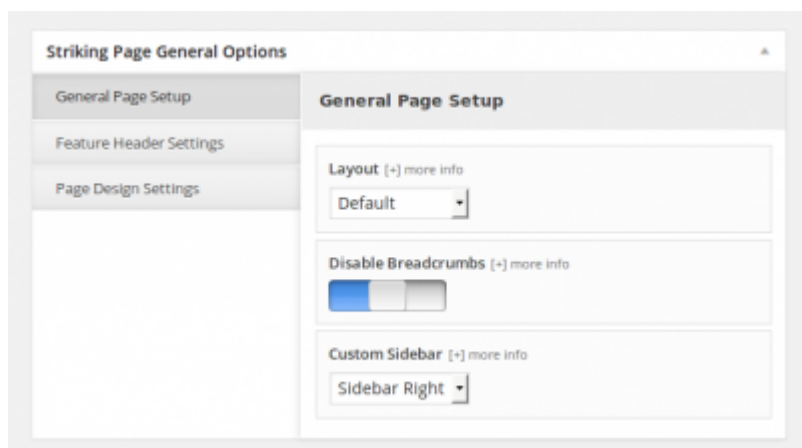 Striking Page General Options
General Page Setup
Feature Header Settings
Page Design Settings
General Page Setup
Layout [+] more info
Default
Disable Breadcrumbs [+] more info
Custom Sidebar [+] more info
Sidebar Right